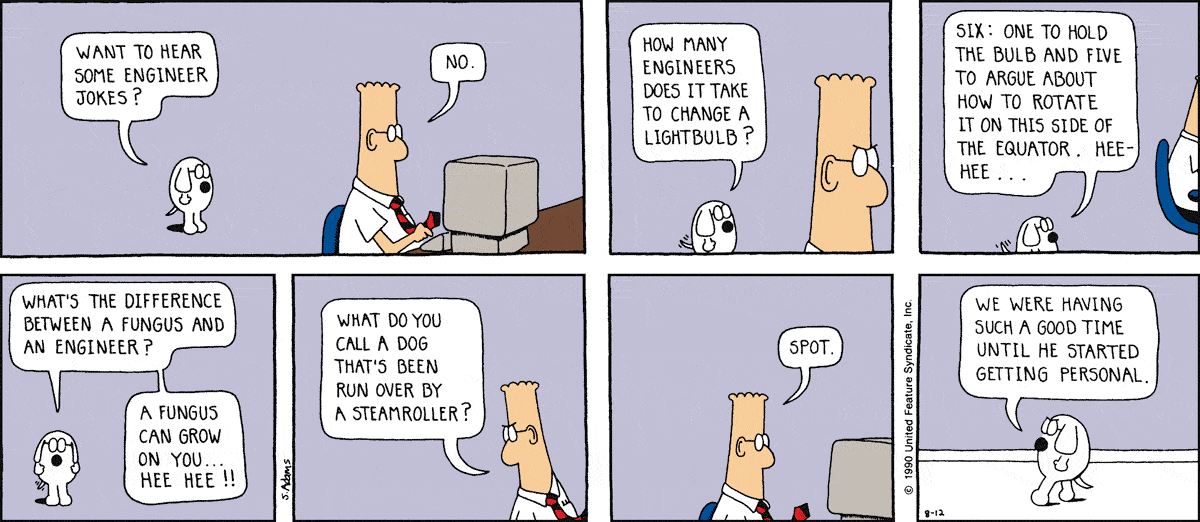 WANT TO HEAR
SOME ENGINEER
JOKES?
NO.
HOW MANY
ENGINEERS
DOES IT TAKE
TO CHANGE A
LIGHTBULB?
SIX: ONE TO HOLD
THE BULB AND FIVE
TO ARGUE ABOUT
HOW TO ROTATE
IT ON THIS SIDE OF
THE EQUATOR. HEE-
HEE...
WHAT'S THE DIFFERENCE
BETWEEN A FUNGUS AND
AN ENGINEER?
A FUNGUS
CAN GROW
ON YOU...
HEE HEE!!
S. Adams
WHAT DO YOU
CALL A DOG
THAT'S BEEN
RUN OVER BY
A STEAMROLLER?
SPOT.
© 1990 United Feature Syndicate, Inc.
WE WERE HAVING
SUCH A GOOD TIME
UNTIL HE STARTED
GETTING PERSONAL.
8-12